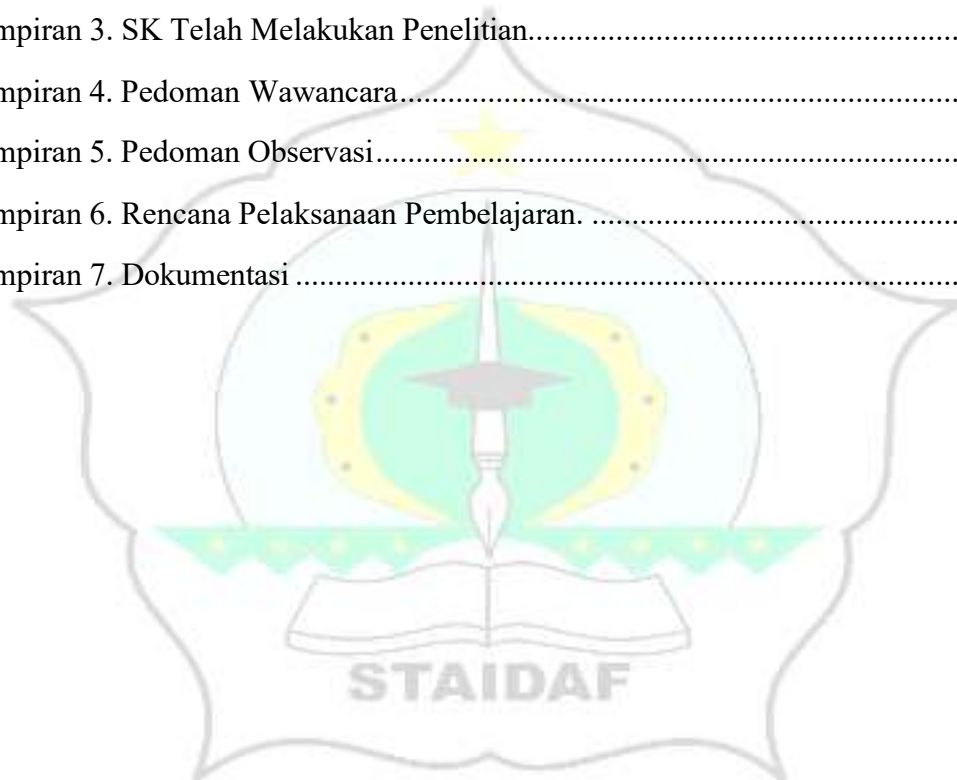 mpiran 3. SK Telah Melakukan Penelitian......................................................
mpiran 4. Pedoman Wawancara......................................................................
mpiran 5. Pedoman Observasi.........................................................................
mpiran 6. Rencana Pelaksanaan Pembelajaran. ..............................................
mpiran 7. Dokumentasi ...................................................................................
STAIDAF